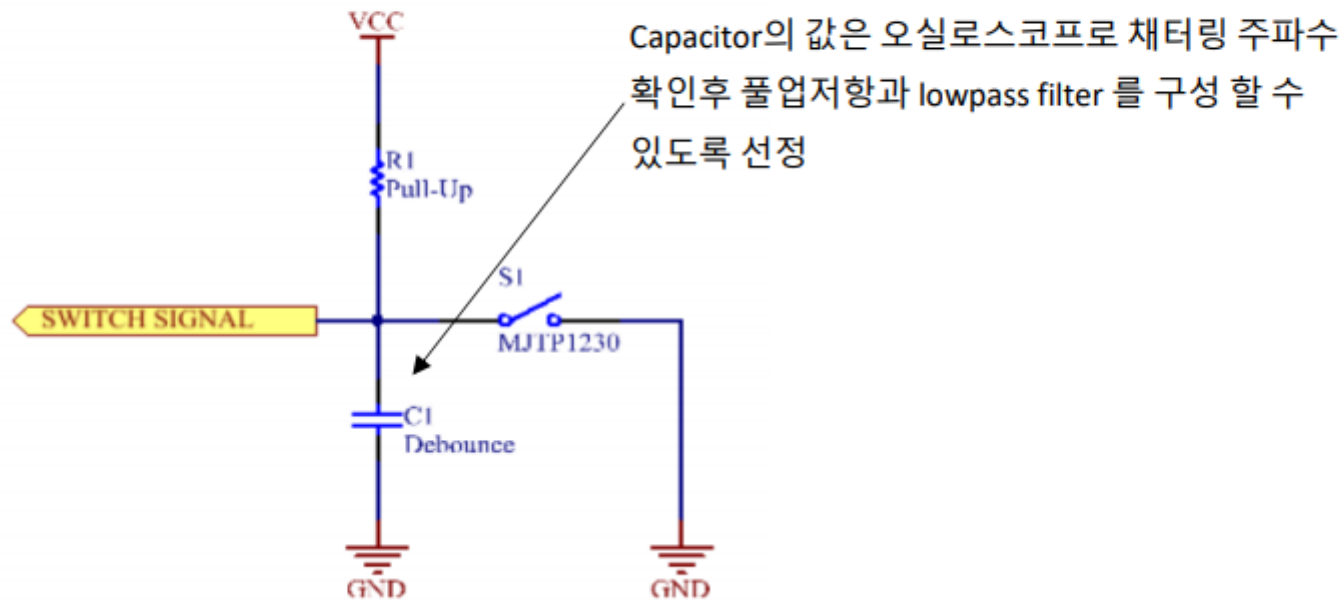 VCC
Capacitor의 값은 오실로스코프로 채터링 주파수
확인후 풀업저항과 lowpass filter 를 구성 할 수
있도록 선정
R1
Pull-Up
S1
SWITCH SIGNAL
MJTP1230
C1
Debounce
GND
GND